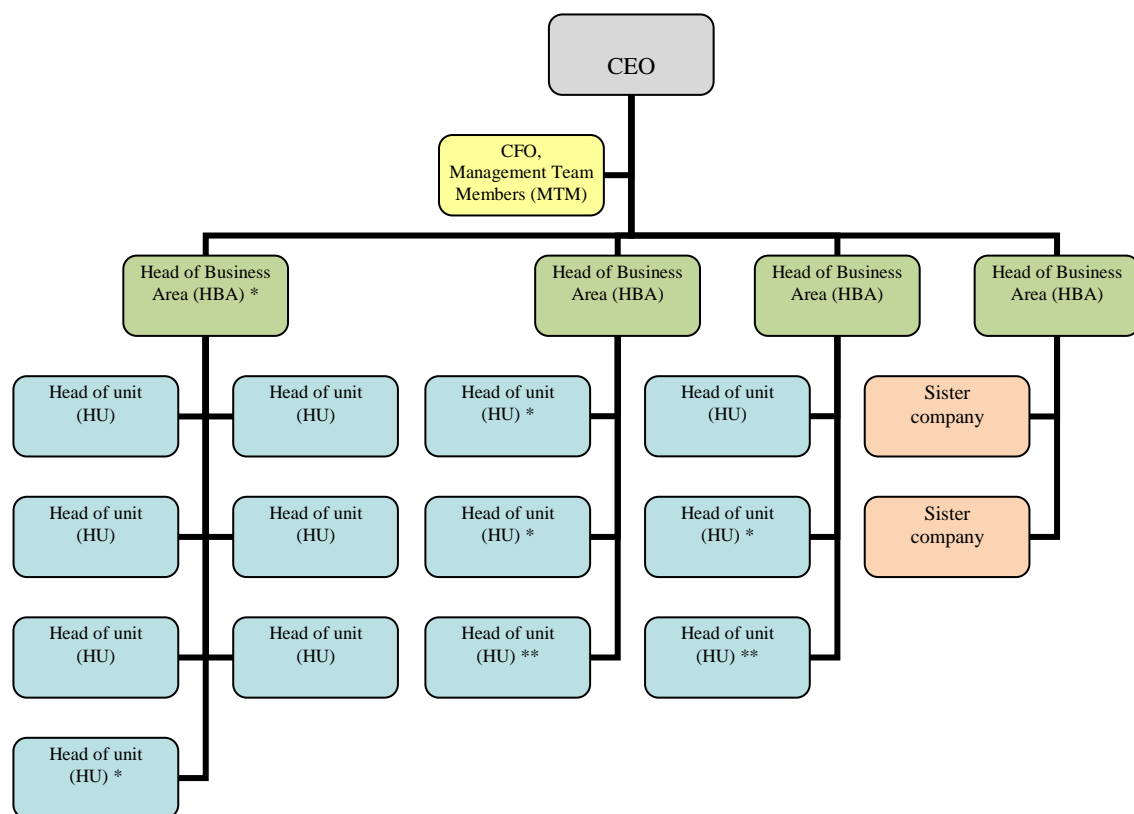 CEO
CFO,
Management Team
Members (MTM)
Head of Business
Area (HBA) *
Head of Business
Area (HBA)
Head of Business
Area (HBA)
Head of Business
Area (HBA)
Head of unit
(HU)
Head of unit
(HU)
Head of unit
(HU) *
Head of unit
(HU)
Sister
company
Head of unit
(HU)
Head of unit
(HU)
Head of unit
(HU) *
Head of unit
(HU) *
Sister
company
Head of unit
(HU)
Head of unit
(HU)
Head of unit
(HU) **
Head of unit
(HU) **
Head of unit
(HU) *